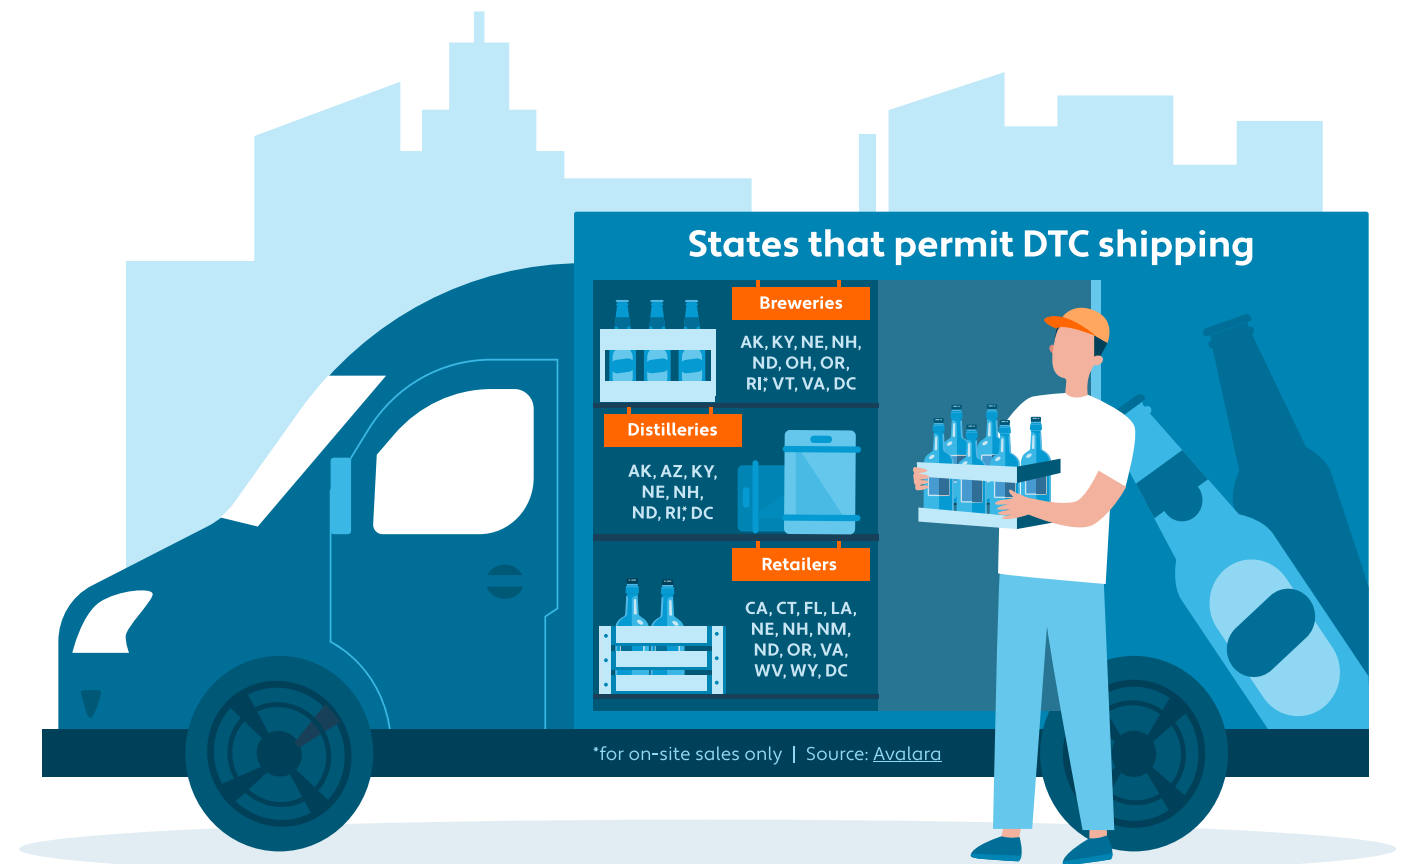 States that permit DTC shipping
Breweries
AK, KY, NE, NH,
ND, OH, OR,
RI,* VT, VA, DC
Distilleries
AK, AZ, KY,
NE, NH,
ND, RI,* DC
Retailers
CA, CT, FL, LA,
NE, NH, NM,
ND, OR, VA,
WV, WY, DC
*for on-site sales only | Source: Avalara